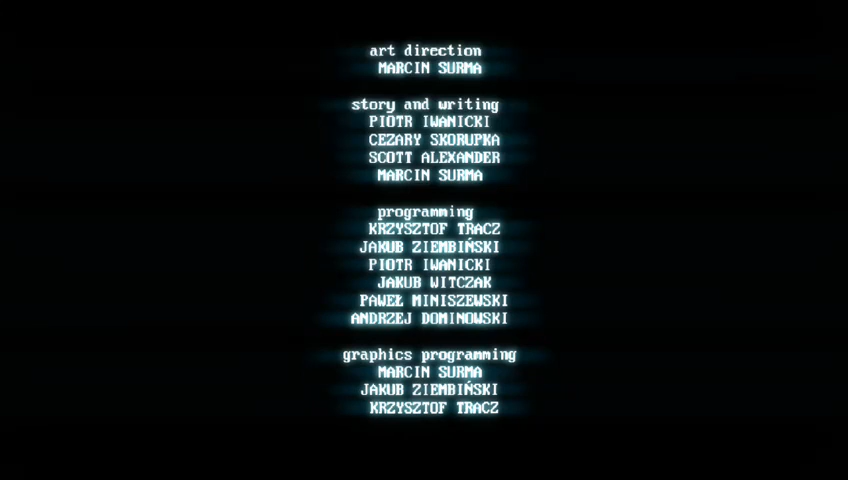 art direction
MARCIN SURMA
story and writing
PIOTR IWANICKI
CEZARY SKORUPKA
SCOTT ALEXANDER
MARCIN SURMA
programming
KRZYSZTOF TRACZ
JAKUB ZIEMBIŃSKI
PIOTR IWANICKI
JAKUB WITCZAK
PAWEŁ MINISZEWSKI
ANDRZEJ DOMINOWSKI
graphics programming
MARCIN SURMA
JAKUB ZIEMBIŃSKI
KRZYSZTOF TRACZ